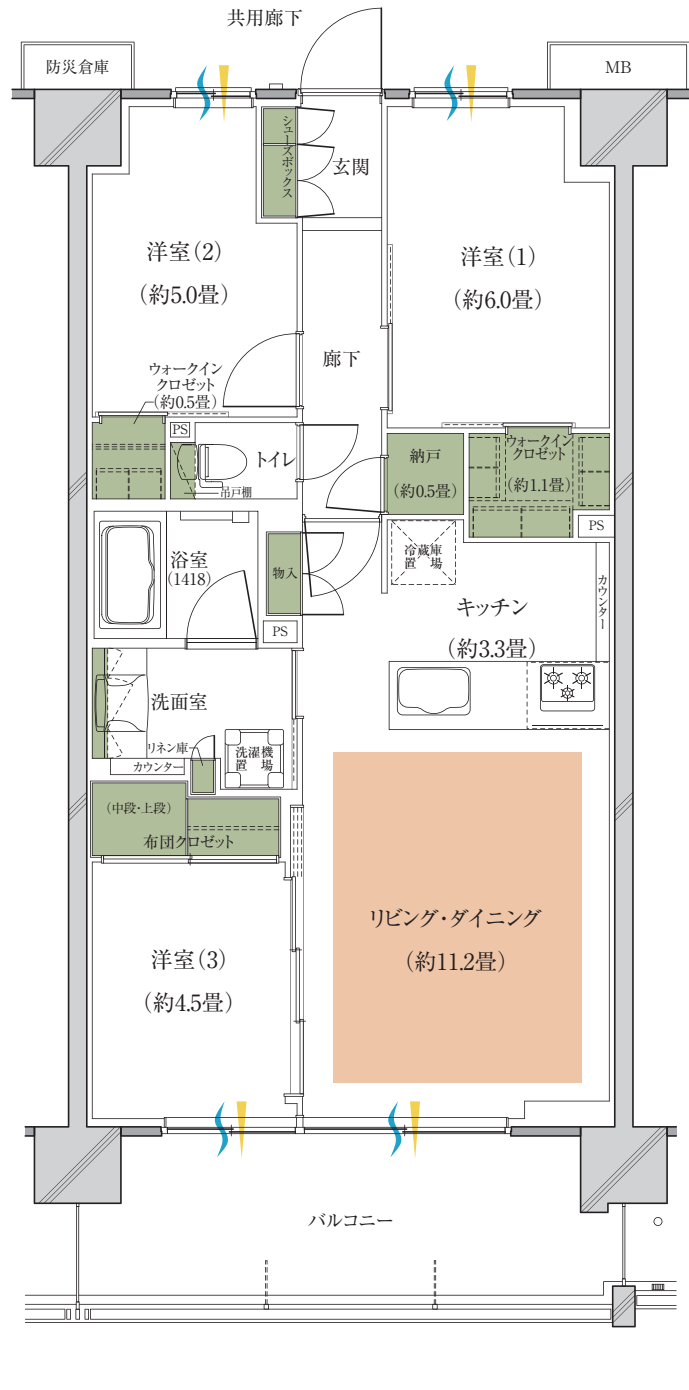 共用廊下
防災倉庫
MB
シューズボックス
玄関
洋室(2)
(約5.0畳)
洋室(1)
(約6.0畳)
廊下
ウォークイン
クロゼット
(約0.5畳)
PS
トイレ
吊戸棚
納戸
(約0.5畳)
ウォークイン
クロゼット
(約1.1畳)
PS
浴室
(1418)
物入
冷蔵庫
置場
カウンター
キッチン
(約3.3畳)
PS
洗面室
リネン庫
カウンター
洗濯機
置場
(中段・上段)
布団クロゼット
リビング・ダイニング
(約11.2畳)
洋室(3)
(約4.5畳)
バルコニー